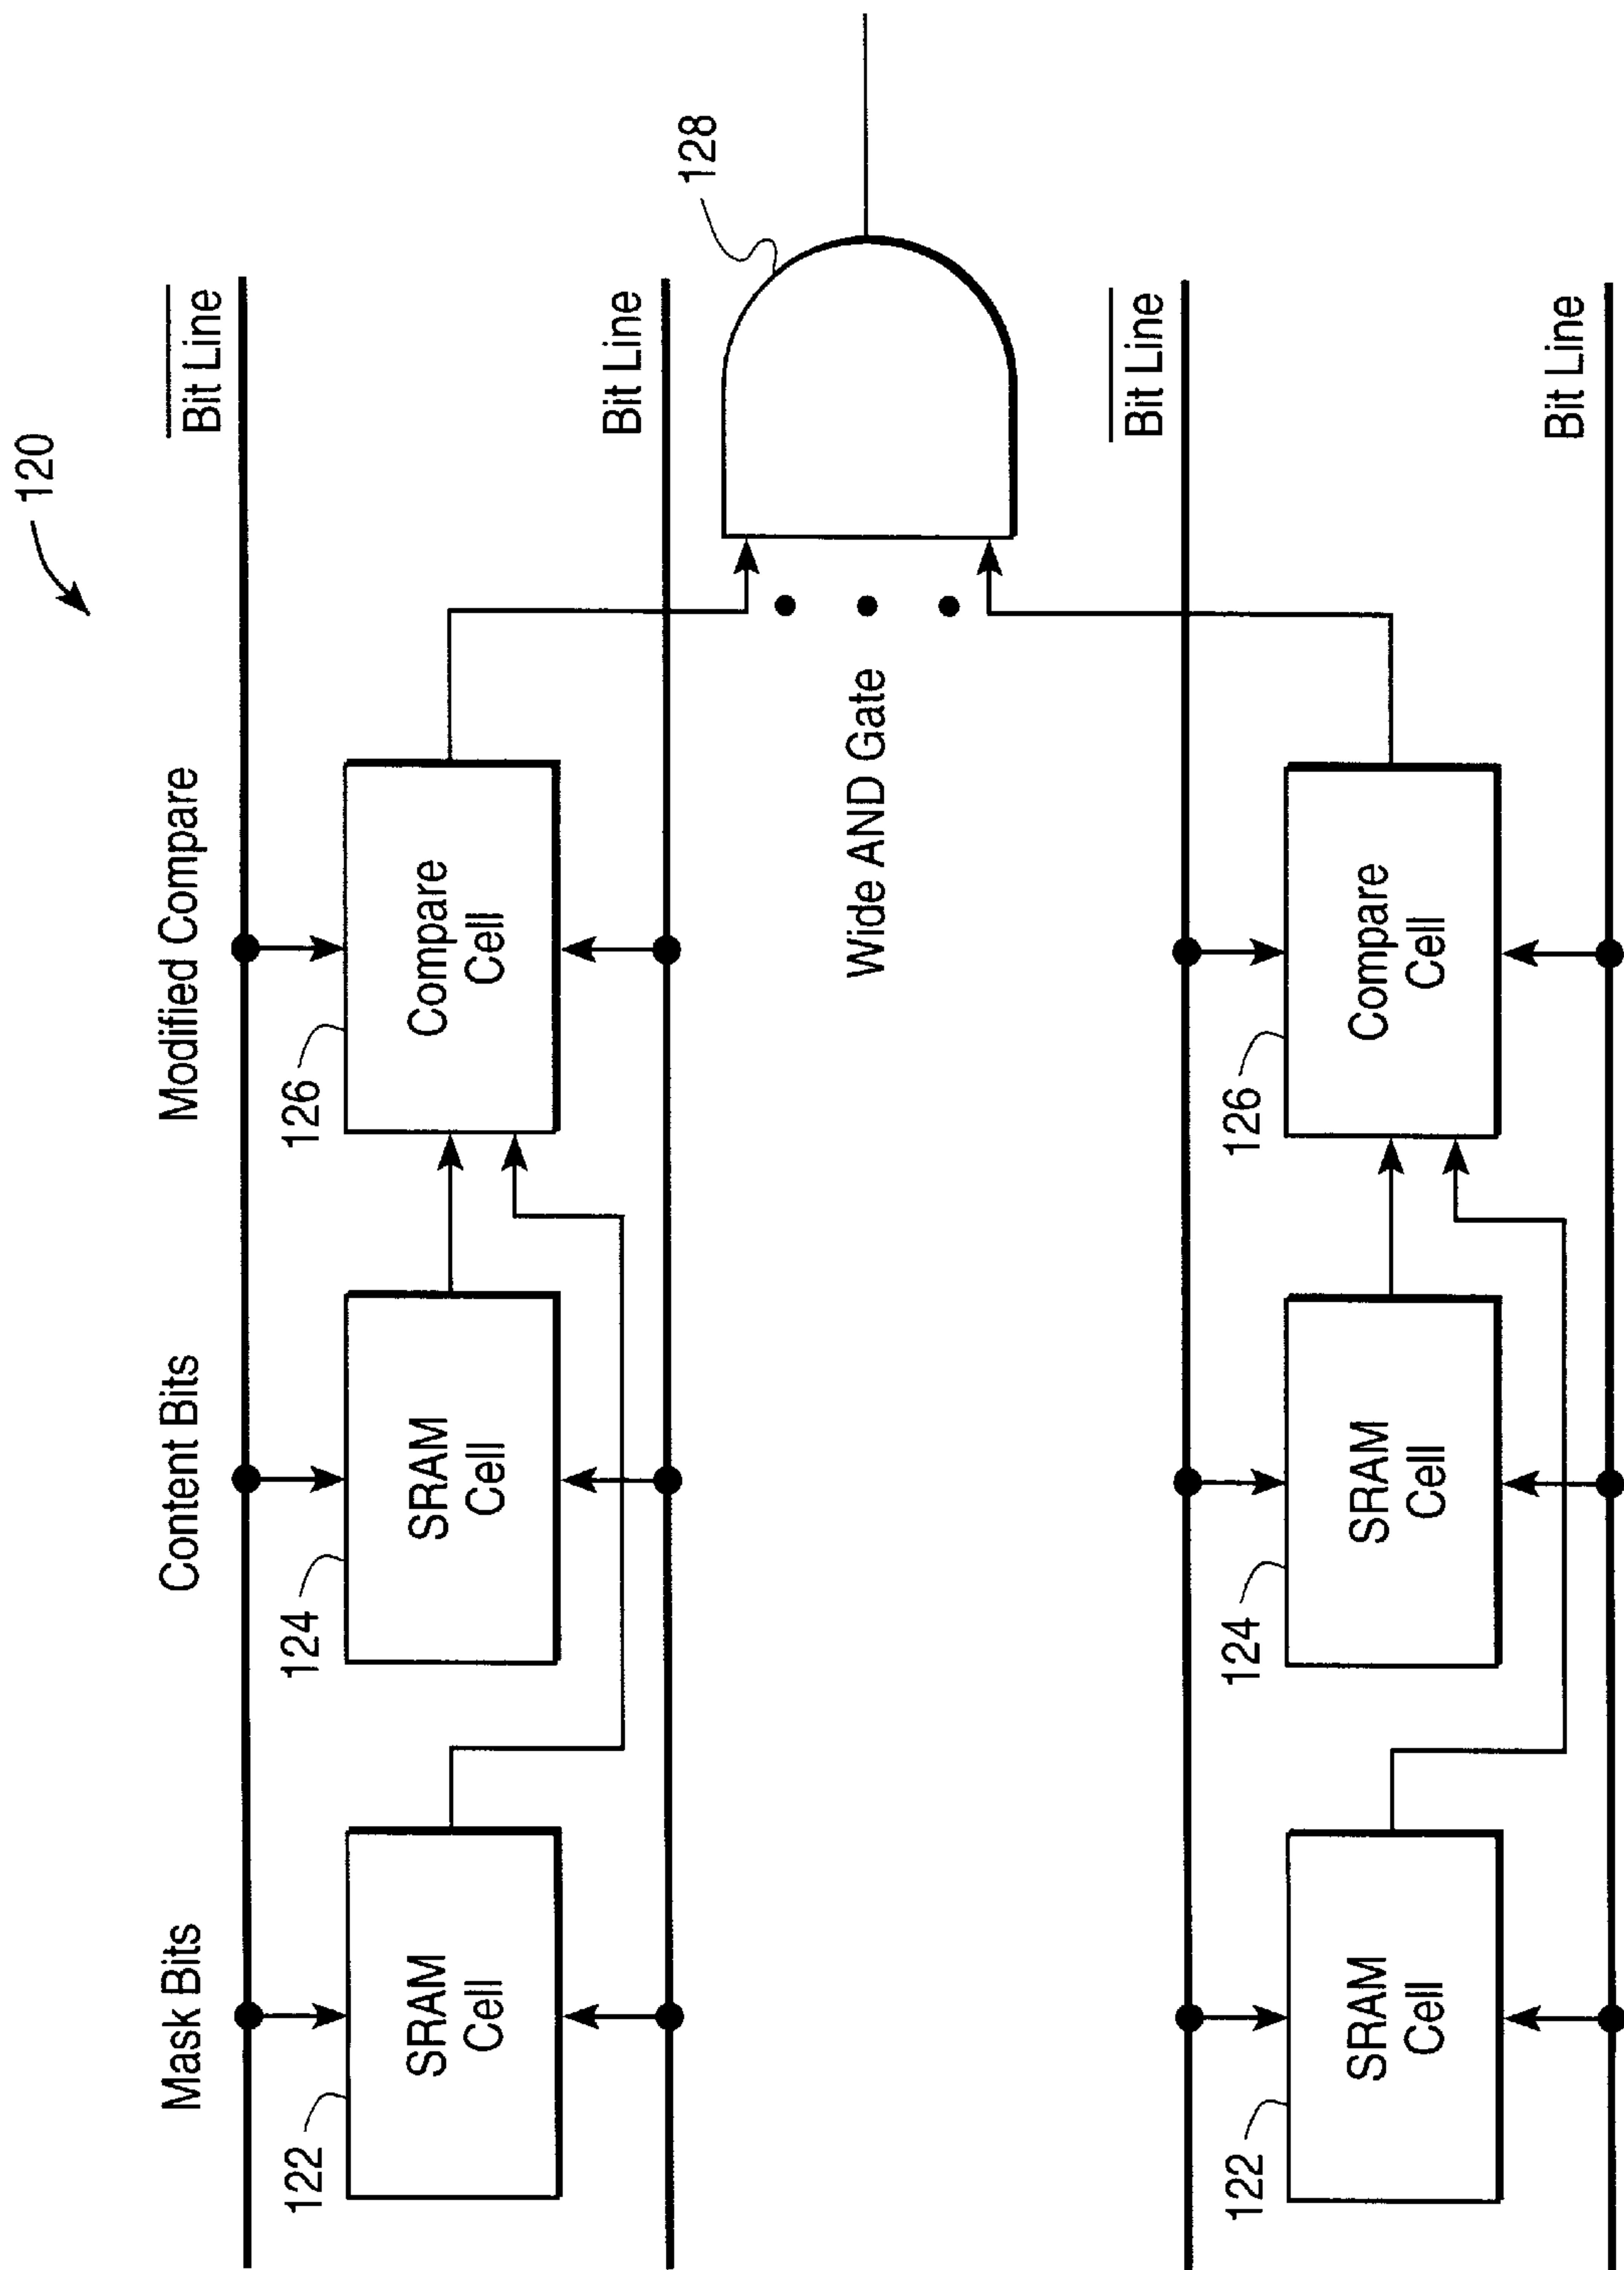 120
Mask Bits
Content Bits
Modified Compare
Bit Line
122
SRAM
Cell
124
SRAM
Cell
126
Compare
Cell
Bit Line
128
Wide AND Gate
Bit Line
122
SRAM
Cell
124
SRAM
Cell
126
Compare
Cell
Bit Line